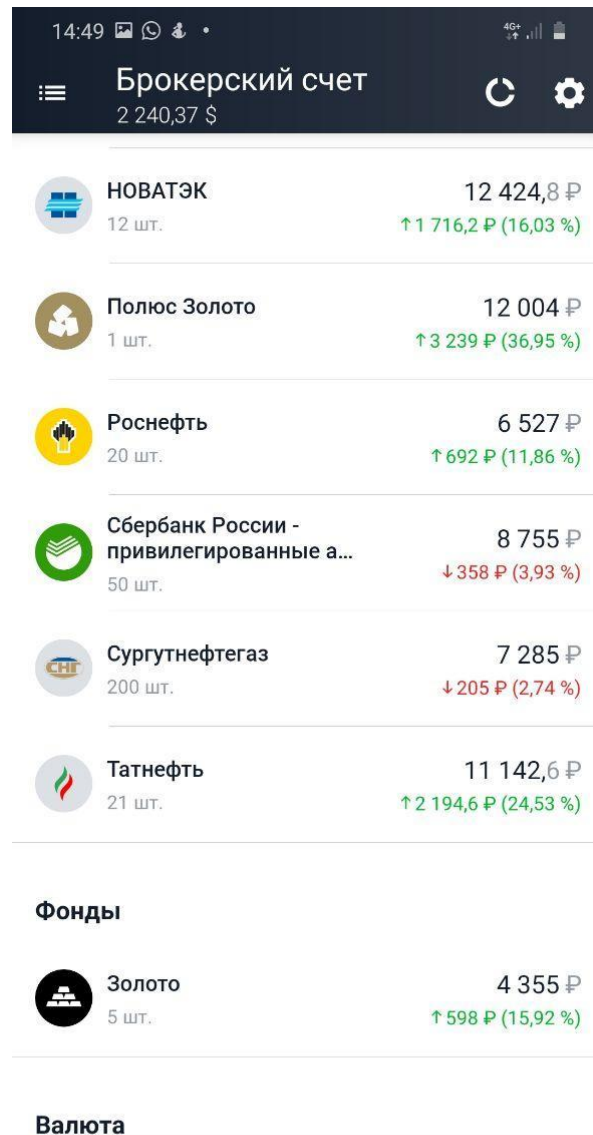 14:49
4G+
Брокерский счет
2 240,37 $
НОВАТЭК
12 424,8 ₽
12 шт.
↑1 716,2 ₽ (16,03 %)
Полюс Золото
12 004 ₽
1 шт.
↑3 239 ₽ (36,95 %)
Роснефть
6 527 ₽
20 шт.
↑692 ₽ (11,86 %)
Сбербанк России -
привилегированные а...
8 755 ₽
↓358 ₽ (3,93 %)
50 шт.
СНГ
Сургутнефтегаз
7 285 ₽
200 шт.
↓205 ₽ (2,74 %)
Татнефть
11 142,6 ₽
21 шт.
↑2 194,6 ₽ (24,53 %)
Фонды
Золото
4 355 ₽
5 шт.
↑598 ₽ (15,92 %)
Валюта